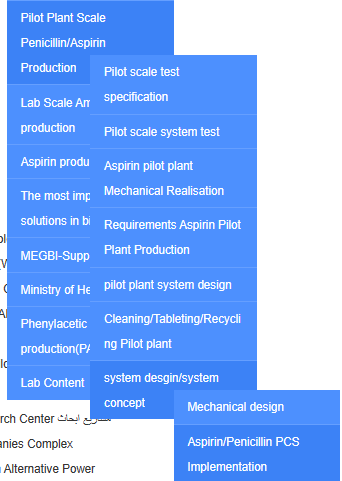 Pilot Plant Scale
Penicillin/Aspirin
Production
Lab Scale Am
production
Aspirin produ
The most imp
solutions in bi
MEGBI-Supp
Ministry of He
Phenylacetic
production(PA
Lab Content
Pilot scale test
specification
Pilot scale system test
Aspirin pilot plant
Mechanical Realisation
Requirements Aspirin Pilot
Plant Production
pilot plant system design
Cleaning/Tableting/Recycli
ng Pilot plant
system desgin/system
concept
Mechanical design
Aspirin/Penicillin PCS
Implementation
arch Center مشاريع ابحاث
anies Complex
Alternative Power